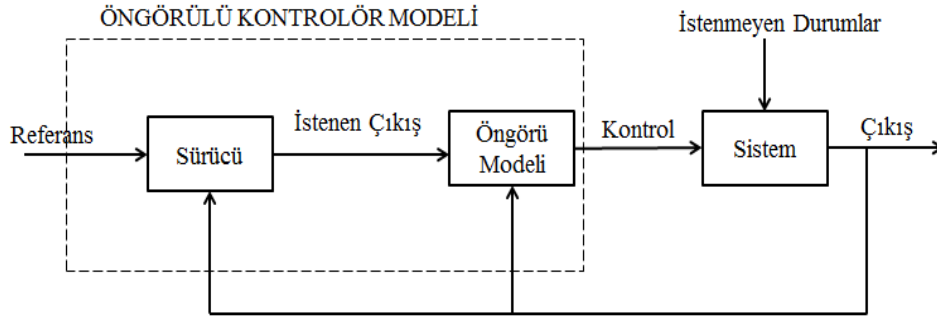 ÖNGÖRÜLÜ KONTROLÖR MODELİ
İstenmeyen Durumlar
Referans
Sürücü
İstenen Çıkış
Öngörü
Modeli
Kontrol
Sistem
Çıkış